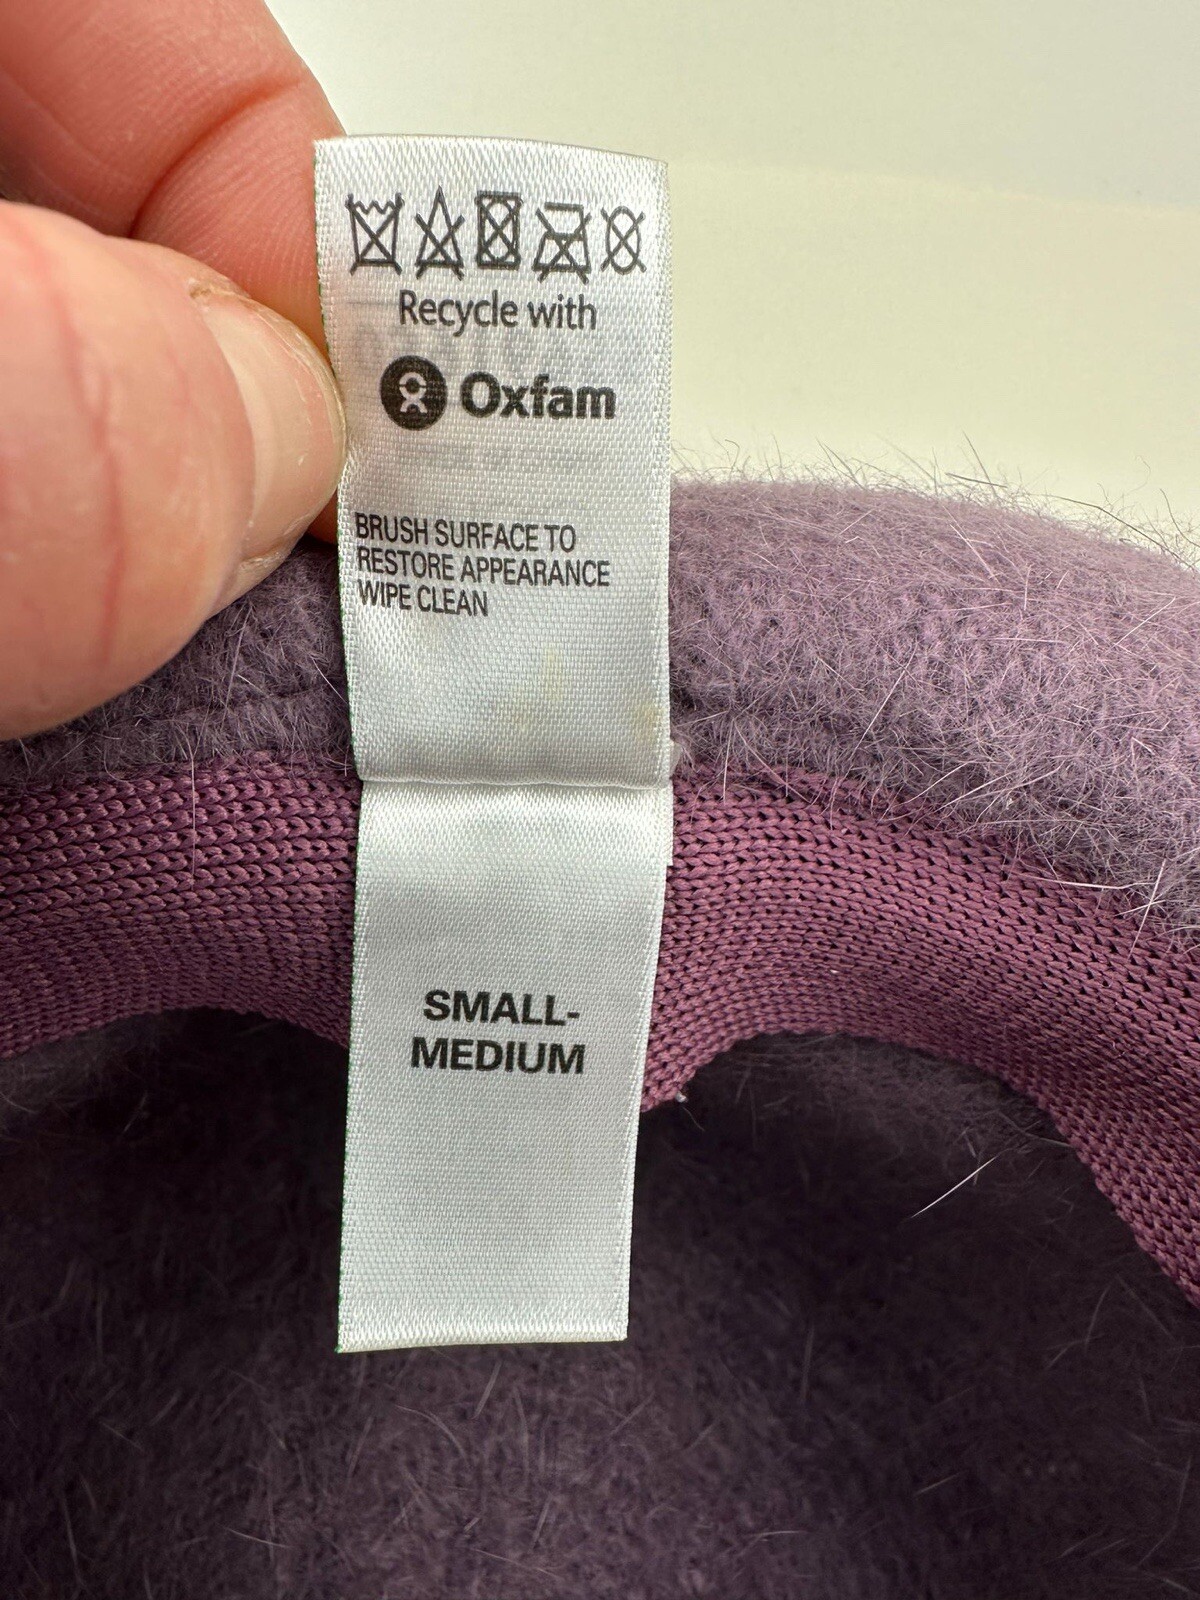 Recycle with
Oxfam
BRUSH SURFACE TO
RESTORE APPEARANCE
WIPE CLEAN
SMALL-
MEDIUM